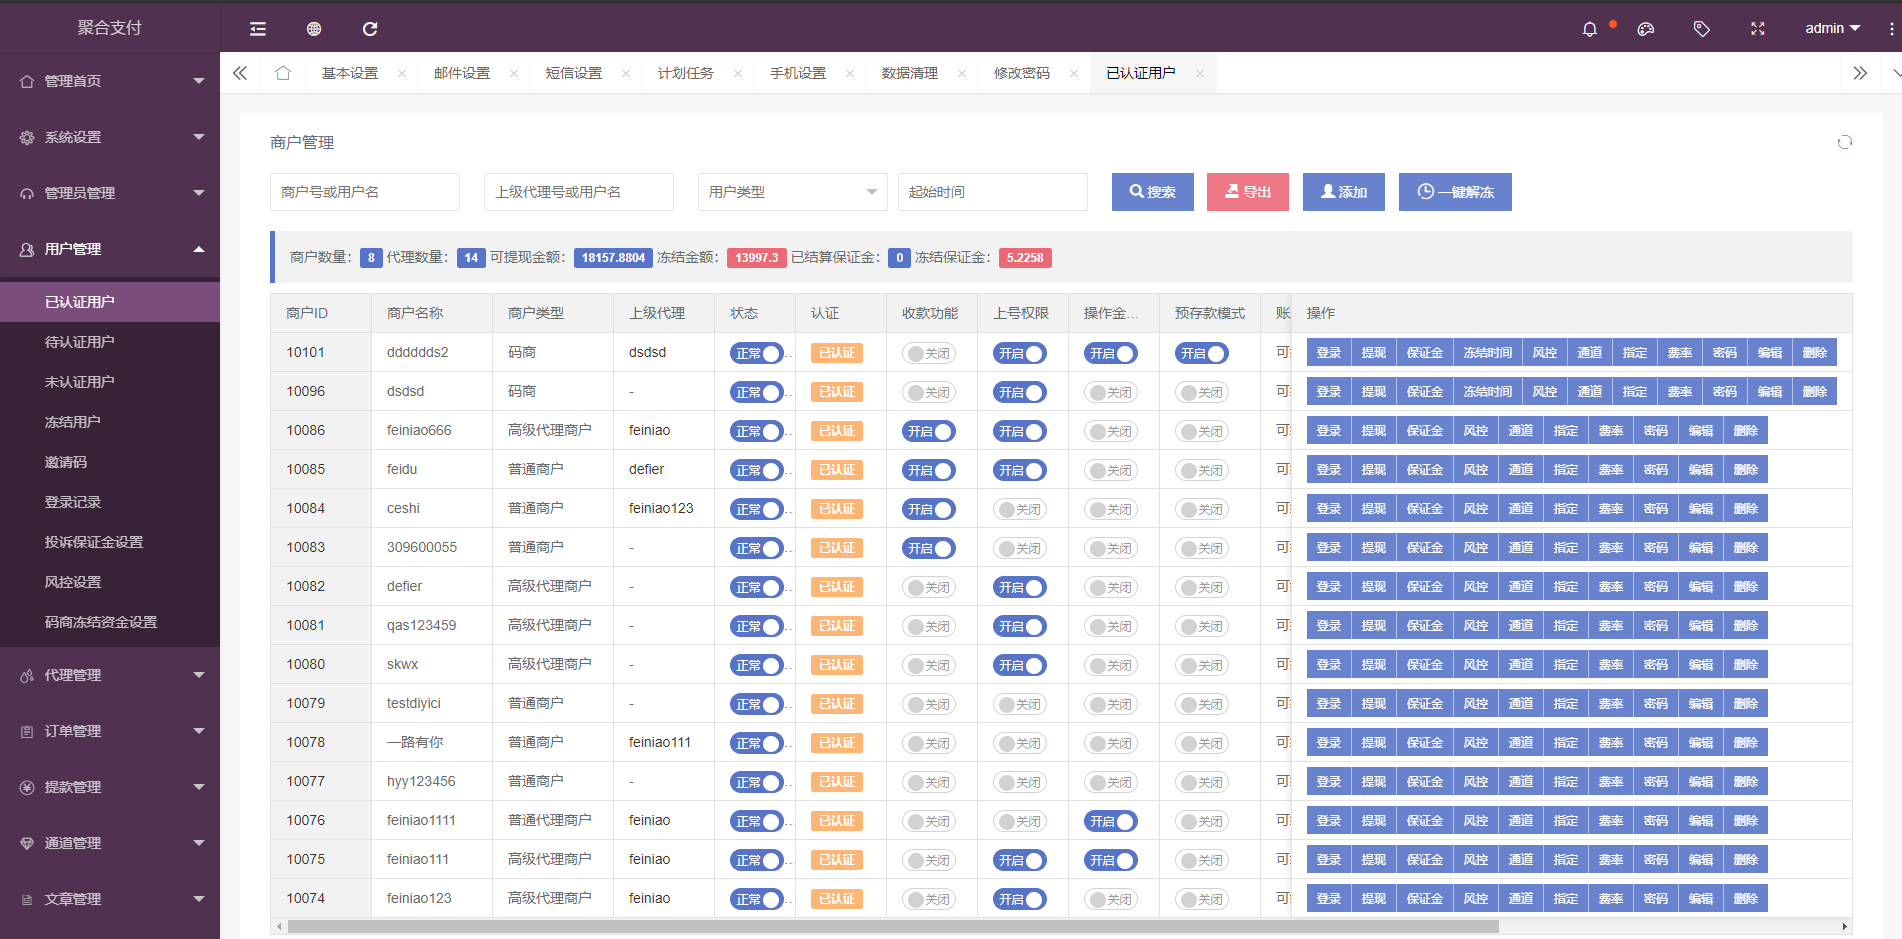 聚合支付
admin
管理首页
系统设置
管理员管理
用户管理
已认证用户
待认证用户
未认证用户
冻结用户
邀请码
登录记录
投诉保证金设置
风控设置
码商冻结资金设置
代理管理
订单管理
提款管理
通道管理
文章管理
基本设置 邮件设置 短信设置 计划任务 手机设置 数据清理 修改密码 已认证用户
商户管理
商户号或用户名 上级代理号或用户名 用户类型 起始时间 搜索 导出 添加 一键解冻
商户数量: 8 代理数量: 14 可提现金额: 18157.8804 冻结金额: 13997.3 已结算保证金: 0 冻结保证金: 5.2258
商户ID 商户名称 商户类型 上级代理 状态 认证 收款功能 上号权限 操作金... 预存款模式 账 操作
10101 dddddds2 码商 dsdsd 正常 ... 已认证 关闭 开启 开启 开启 可 登录 提现 保证金 冻结时间 风控 通道 指定 费率 密码 编辑 删除
10096 dsdsd 码商 - 正常 ... 已认证 关闭 开启 关闭 关闭 可 登录 提现 保证金 冻结时间 风控 通道 指定 费率 密码 编辑 删除
10086 feiniao666 高级代理商户 feiniao 正常 ... 已认证 开启 开启 关闭 关闭 可 登录 提现 保证金 风控 通道 指定 费率 密码 编辑 删除
10085 feidu 普通商户 defier 正常 ... 已认证 开启 开启 关闭 关闭 可 登录 提现 保证金 风控 通道 指定 费率 密码 编辑 删除
10084 ceshi 普通商户 feiniao123 正常 ... 已认证 开启 关闭 关闭 关闭 可 登录 提现 保证金 风控 通道 指定 费率 密码 编辑 删除
10083 309600055 普通商户 - 正常 ... 已认证 开启 关闭 关闭 关闭 可 登录 提现 保证金 风控 通道 指定 费率 密码 编辑 删除
10082 defier 高级代理商户 - 正常 ... 已认证 关闭 开启 关闭 关闭 可 登录 提现 保证金 风控 通道 指定 费率 密码 编辑 删除
10081 qas123459 高级代理商户 - 正常 ... 已认证 关闭 开启 关闭 关闭 可 登录 提现 保证金 风控 通道 指定 费率 密码 编辑 删除
10080 skwx 高级代理商户 - 正常 ... 已认证 关闭 开启 关闭 关闭 可 登录 提现 保证金 风控 通道 指定 费率 密码 编辑 删除
10079 testdiyici 普通商户 - 正常 ... 已认证 关闭 关闭 关闭 关闭 可 登录 提现 保证金 风控 通道 指定 费率 密码 编辑 删除
10078 一路有你 普通商户 feiniao111 正常 ... 已认证 关闭 关闭 关闭 关闭 可 登录 提现 保证金 风控 通道 指定 费率 密码 编辑 删除
10077 hyy123456 普通商户 - 正常 ... 已认证 关闭 关闭 关闭 关闭 可 登录 提现 保证金 风控 通道 指定 费率 密码 编辑 删除
10076 feiniao1111 普通代理商户 feiniao 正常 ... 已认证 关闭 关闭 开启 关闭 可 登录 提现 保证金 风控 通道 指定 费率 密码 编辑 删除
10075 feiniao111 高级代理商户 feiniao 正常 ... 已认证 关闭 开启 开启 关闭 可 登录 提现 保证金 风控 通道 指定 费率 密码 编辑 删除
10074 feiniao123 高级代理商户 feiniao 正常 ... 已认证 关闭 开启 关闭 关闭 可 登录 提现 保证金 风控 通道 指定 费率 密码 编辑 删除